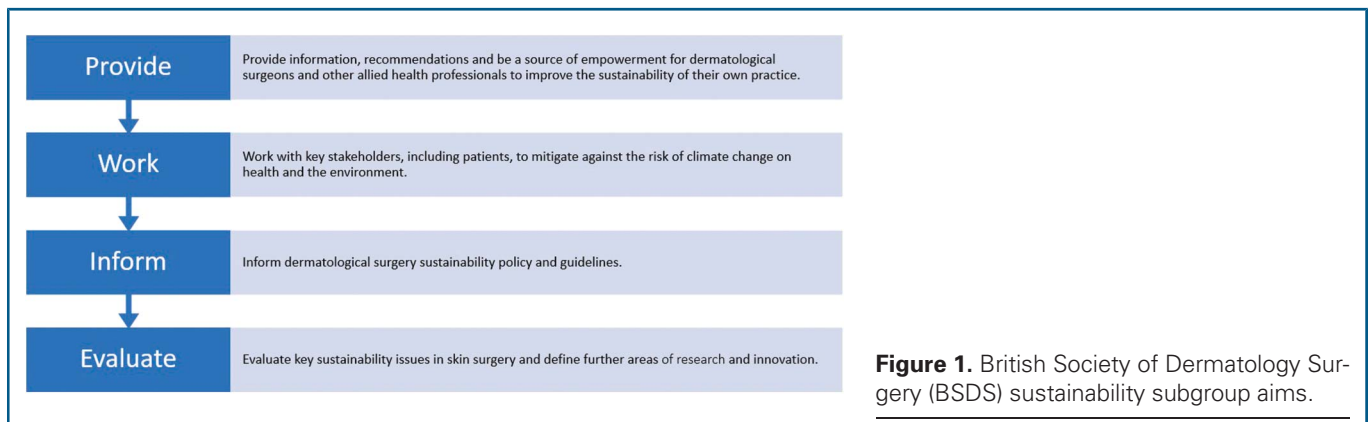 Provide
Provide information, recommendations and be a source of empowerment for dermatological
surgeons and other allied health professionals to improve the sustainability of their own practice.
Work
Work with key stakeholders, including patients, to mitigate against the risk of climate change on
health and the environment.
Inform
Inform dermatological surgery sustainability policy and guidelines.
Evaluate
Evaluate key sustainability issues in skin surgery and define further areas of research and innovation.
Figure 1. British Society of Dermatology Sur-
gery (BSDS) sustainability subgroup aims.